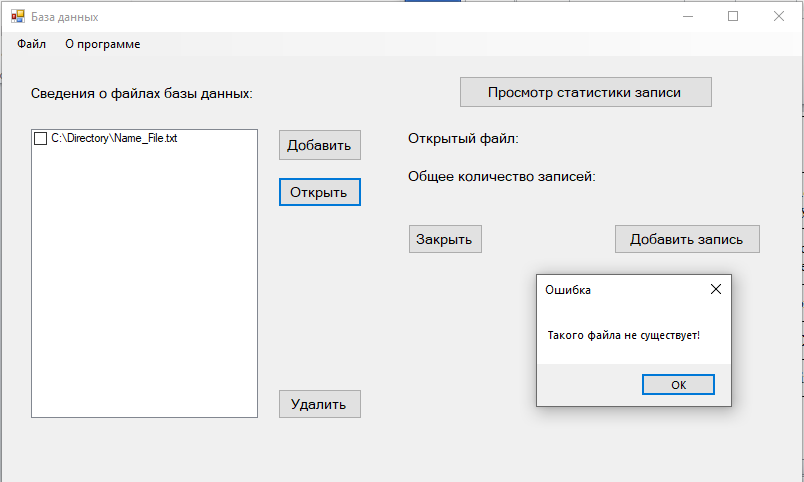 База данных
Файл О программе
Сведения о файлах базы данных:
Просмотр статистики записи
C:\Directory\Name_File.txt
Добавить
Открытый файл:
Открыть
Общее количество записей:
Закрыть
Добавить запись
Ошибка
Такого файла не существует!
OK
Удалить